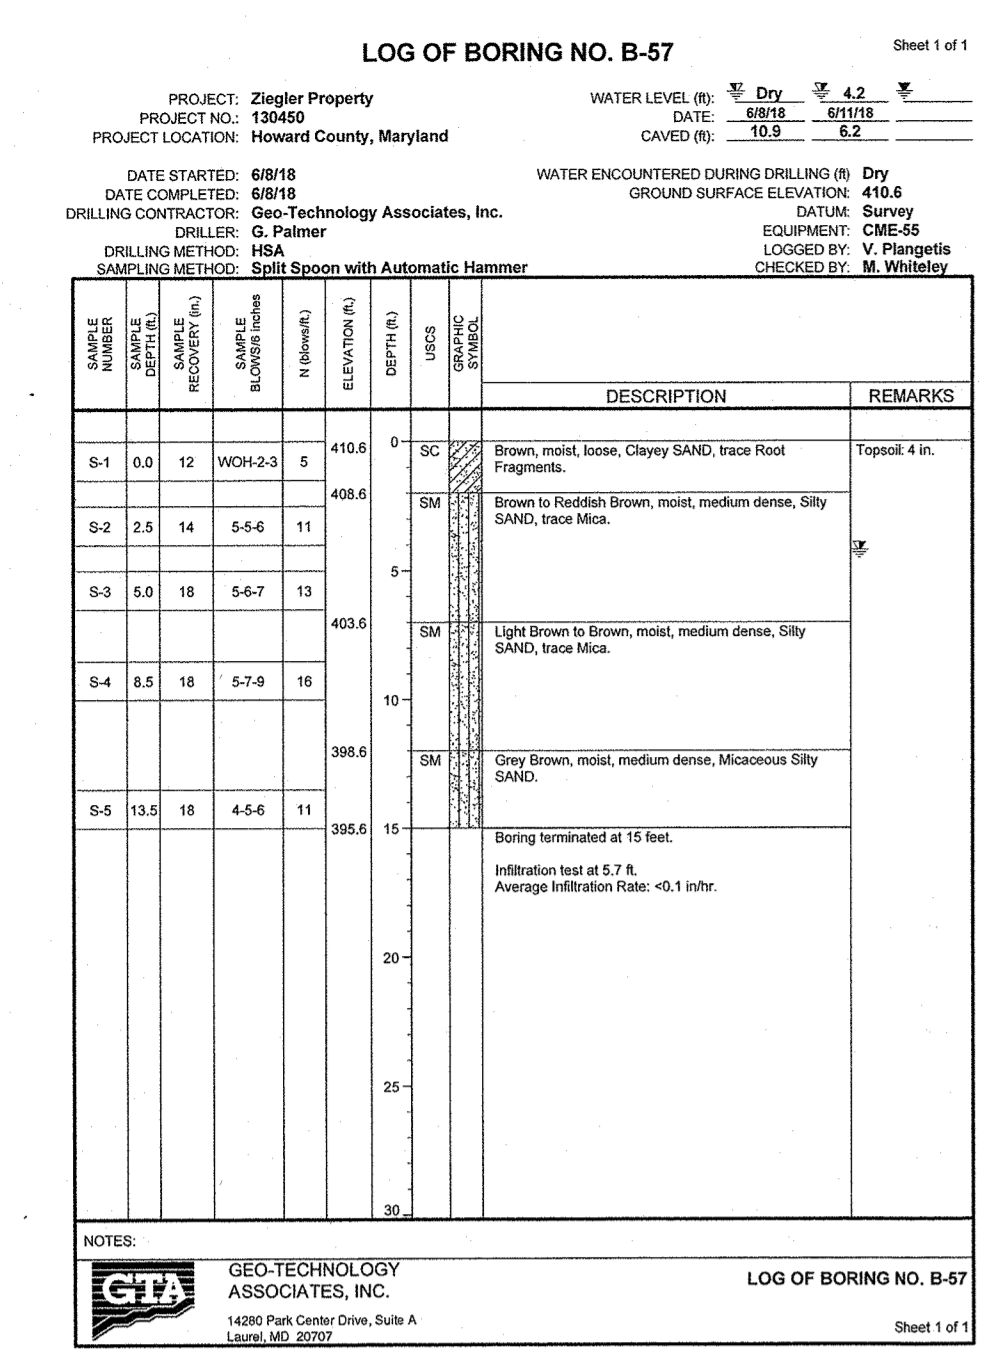 Sheet 1 of 1
LOG OF BORING NO. B-57
PROJECT: Ziegler Property
PROJECT NO.: 130450
PROJECT LOCATION: Howard County, Maryland
WATER LEVEL (ft): Dry 4.2
DATE: 6/8/18 6/11/18
CAVED (ft): 10.9 6.2
DATE STARTED: 6/8/18
DATE COMPLETED: 6/8/18
DRILLING CONTRACTOR: Geo-Technology Associates, Inc.
DRILLER: G. Palmer
DRILLING METHOD: HSA
SAMPLING METHOD: Split Spoon with Automatic Hammer
WATER ENCOUNTERED DURING DRILLING (ft) Dry
GROUND SURFACE ELEVATION: 410.6
DATUM: Survey
EQUIPMENT: CME-55
LOGGED BY: V. Plangetis
CHECKED BY: M. Whiteley
SAMPLE NUMBER
SAMPLE DEPTH (ft.)
SAMPLE RECOVERY (in.)
SAMPLE BLOWS/6 inches
N (blows/ft.)
ELEVATION (ft.)
DEPTH (ft.)
USCS
GRAPHIC SYMBOL
DESCRIPTION
REMARKS
410.6 0
S-1 0.0 12 WOH-2-3 5 SC Brown, moist, loose, Clayey SAND, trace Root Topsoil: 4 in.
Fragments.
408.6 SM Brown to Reddish Brown, moist, medium dense, Silty
SAND, trace Mica.
S-2 2.5 14 5-5-6 11
5
S-3 5.0 18 5-6-7 13
403.6 SM Light Brown to Brown, moist, medium dense, Silty
SAND, trace Mica.
S-4 8.5 18 5-7-9 16
10
398.6 SM Grey Brown, moist, medium dense, Micaceous Silty
SAND.
S-5 13.5 18 4-5-6 11
395.6 15
Boring terminated at 15 feet.
Infiltration test at 5.7 ft.
Average Infiltration Rate: <0.1 in/hr.
20
25
30
NOTES:
GTA
GEO-TECHNOLOGY
ASSOCIATES, INC.
14280 Park Center Drive, Suite A
Laurel, MD 20707
LOG OF BORING NO. B-57
Sheet 1 of 1